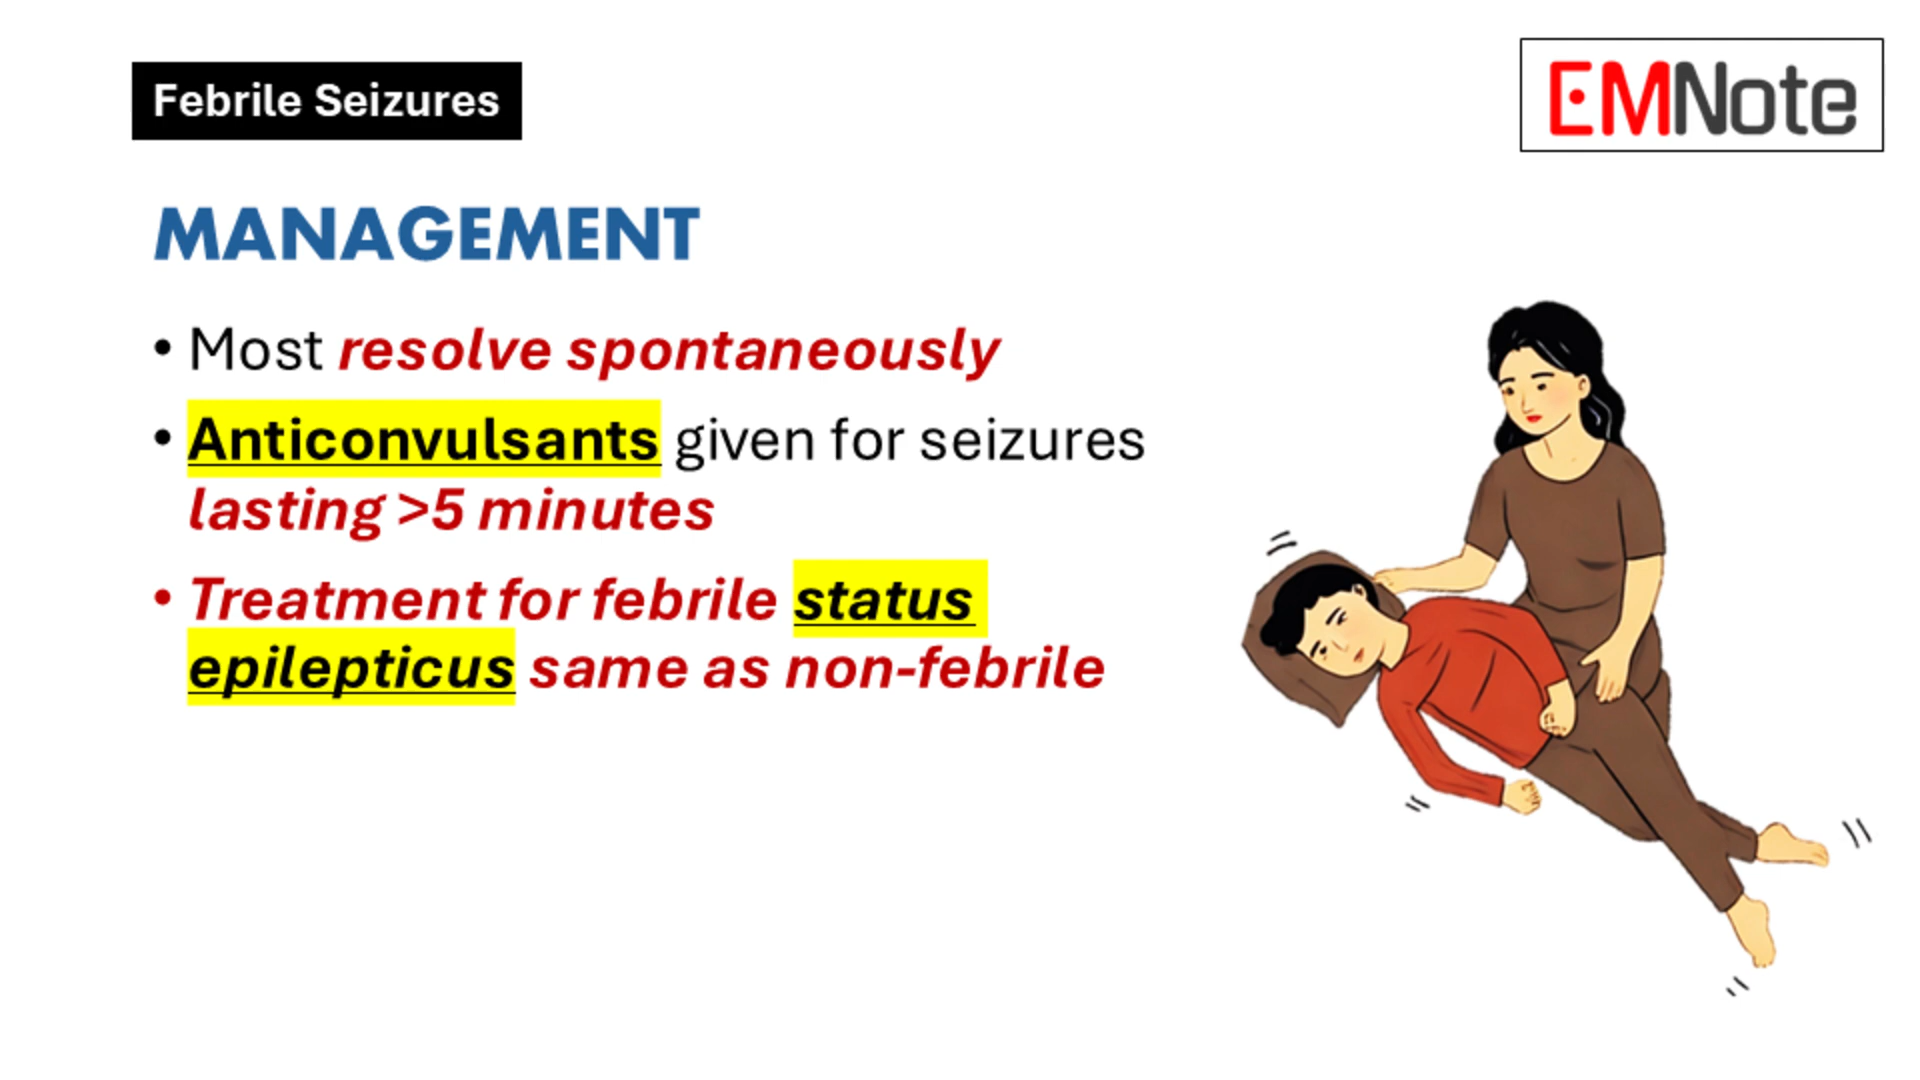 Febrile Seizures
EMNote
MANAGEMENT
• Most resolve spontaneously
• Anticonvulsants given for seizures
lasting >5 minutes
• Treatment for febrile status
epilepticus same as non-febrile